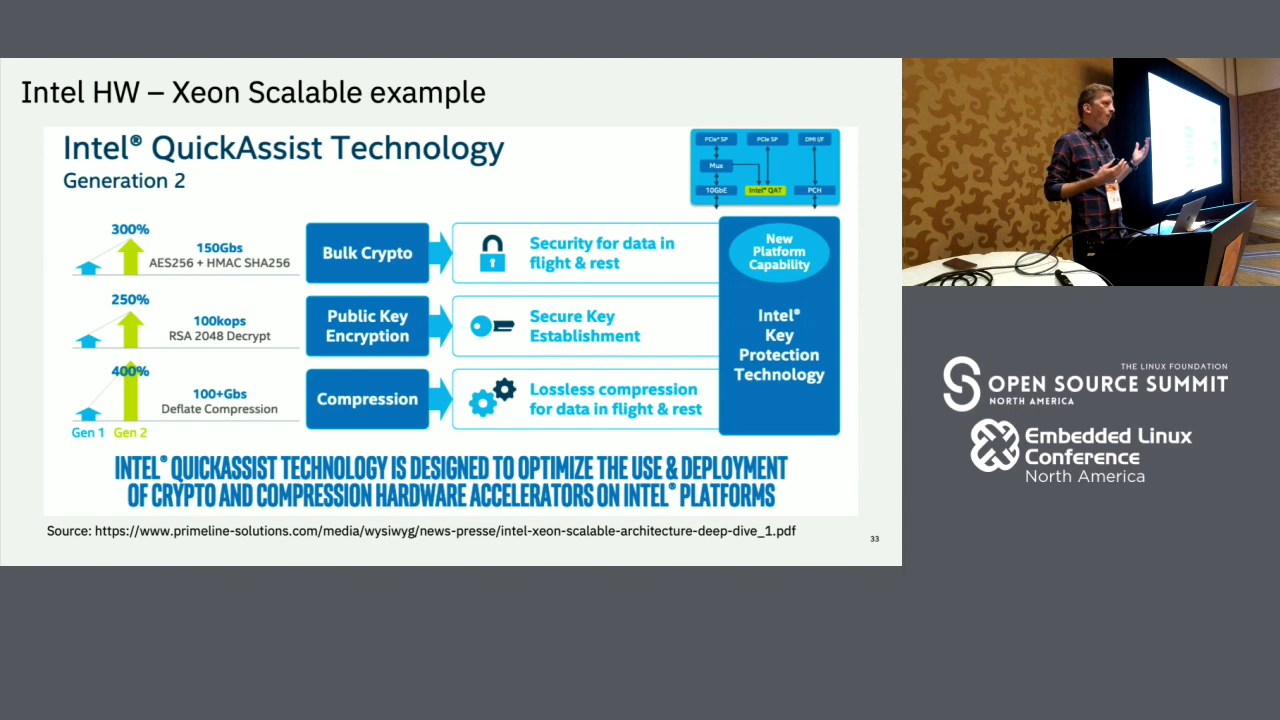 Intel HW – Xeon Scalable example
Intel® QuickAssist Technology
Generation 2
PCIe* SP
PCIe SP
DMI I/F
Mux
10GbE
Intel® QAT
PCH
300%
150Gbs
AES256 + HMAC SHA256
Bulk Crypto
Security for data in
flight & rest
New
Platform
Capability
250%
100kops
RSA 2048 Decrypt
Public Key
Encryption
Secure Key
Establishment
Intel®
Key
Protection
Technology
400%
100+Gbs
Deflate Compression
Compression
Lossless compression
for data in flight & rest
Gen 1
Gen 2
INTEL® QUICKASSIST TECHNOLOGY IS DESIGNED TO OPTIMIZE THE USE & DEPLOYMENT
OF CRYPTO AND COMPRESSION HARDWARE ACCELERATORS ON INTEL® PLATFORMS
Source: https://www.primeline-solutions.com/media/wysiwyg/news-presse/intel-xeon-scalable-architecture-deep-dive_1.pdf
33
THE LINUX FOUNDATION
OPEN SOURCE SUMMIT
NORTH AMERICA
Embedded Linux
Conference
North America